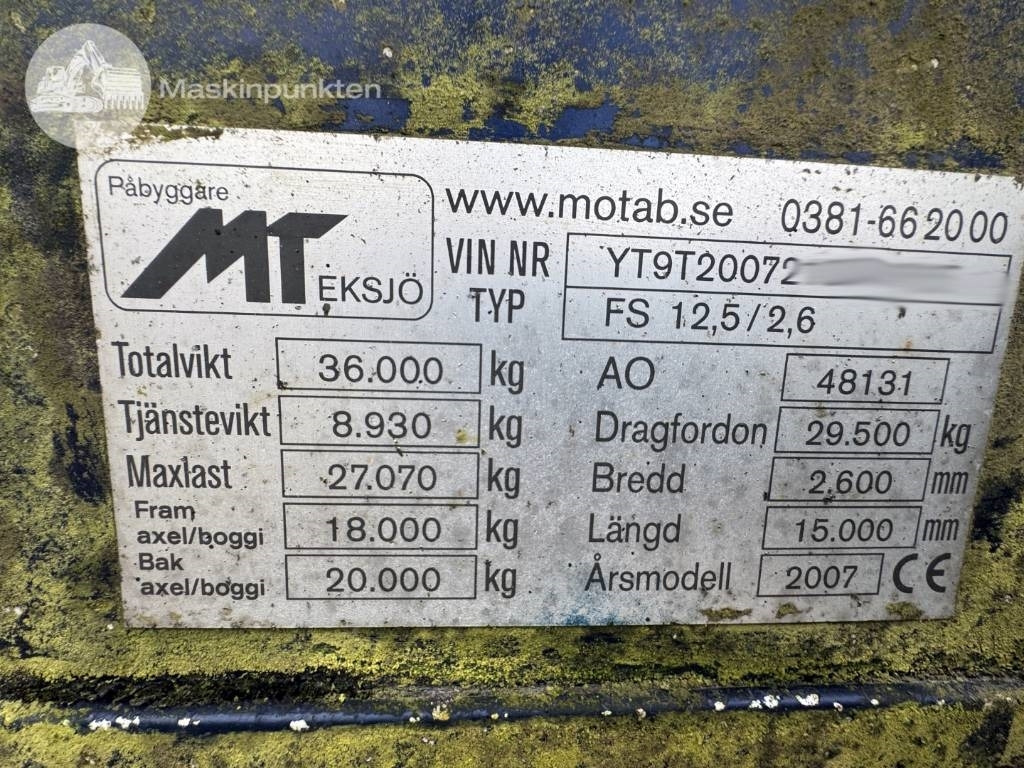 Maskinpunkten
Påbyggare
MT
EKSJÖ
www.motab.se 0381-662000
VIN NR YT9T20072
TYP FS 12,5/2,6
Totalvikt 36.000 kg
Tjänstevikt 8.930 kg
Maxlast 27.070 kg
Fram
axel/boggi 18.000 kg
Bak
axel/boggi 20.000 kg
AO 48131
Dragfordon 29.500 kg
Bredd 2.600 mm
Längd 15.000 mm
Årsmodell 2007 CE